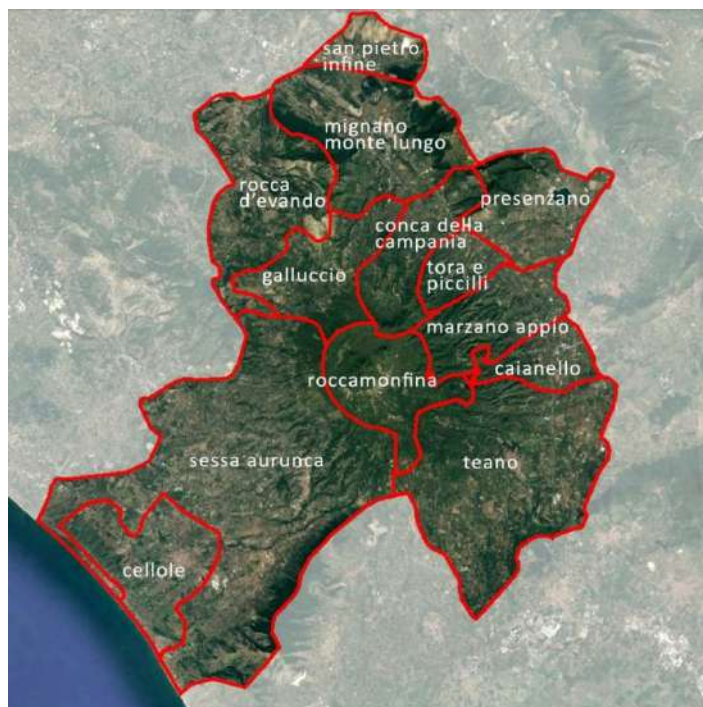 san pietro
infine
mignano
monte lungo
rocca
d'evando
presenzano
conca della
campania
galluccio
tora e
piccilli
marzano appio
caianello
roccamonfina
sessa aurunca
teano
cellole